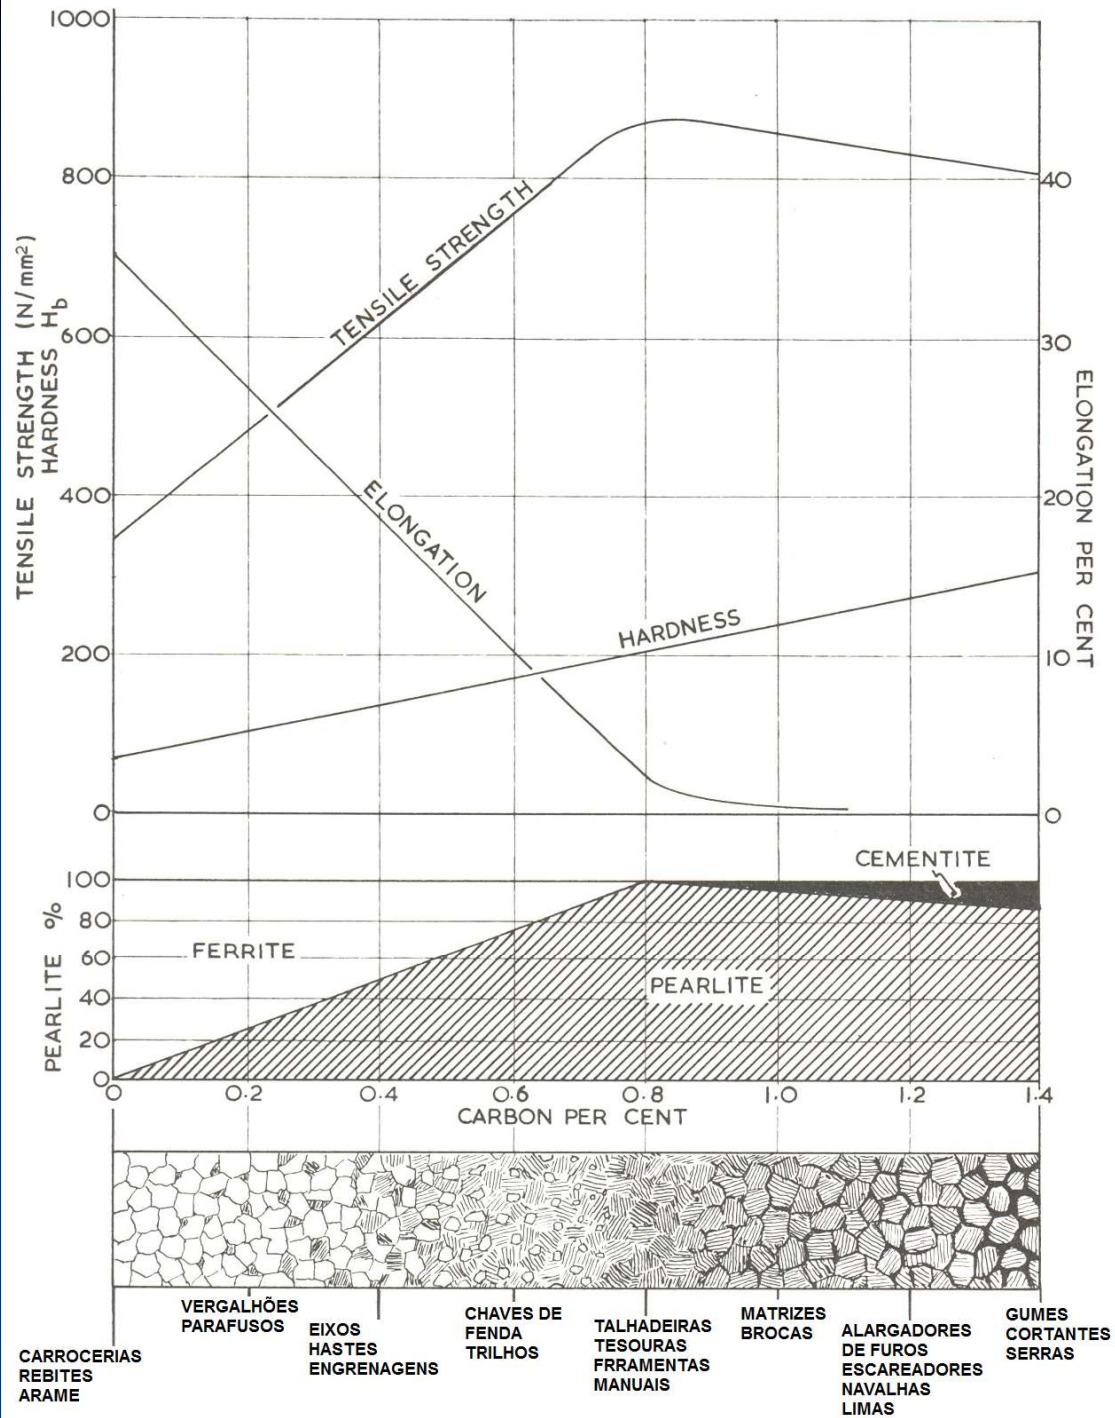 1000
800
600
400
200
0
TENSILE STRENGTH (N/mm²)
HARDNESS Hb
40
30
20
10
0
ELONGATION PER CENT
TENSILE STRENGTH
ELONGATION
HARDNESS
CEMENTITE
100
80
60
40
20
0
PEARLITE %
FERRITE
PEARLITE
0 0.2 0.4 0.6 0.8 1.0 1.2 1.4
CARBON PER CENT
CARROCERIAS
REBITES
ARAME
VERGALHÕES
PARAFUSOS
EIXOS
HASTES
ENGRENAGENS
CHAVES DE
FENDA
TRILHOS
TALHADEIRAS
TESOURAS
FRRAMENTAS
MANUAIS
MATRIZES
BROCAS
ALARGADORES
DE FUROS
ESCAREADORES
NAVALHAS
LIMAS
GUMES
CORTANTES
SERRAS